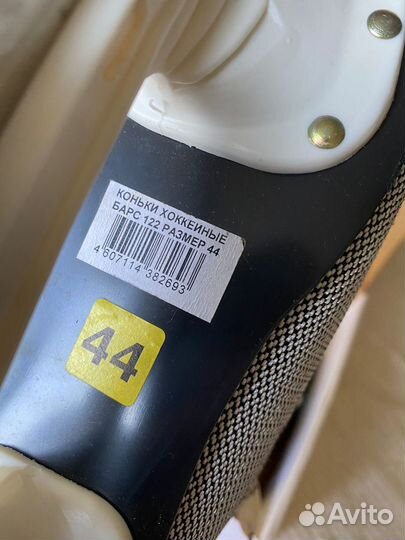 КОНЬКИ ХОККЕЙНЫЕ
БАРС 122 РАЗМЕР 44
4 607114 382693
44
Avito